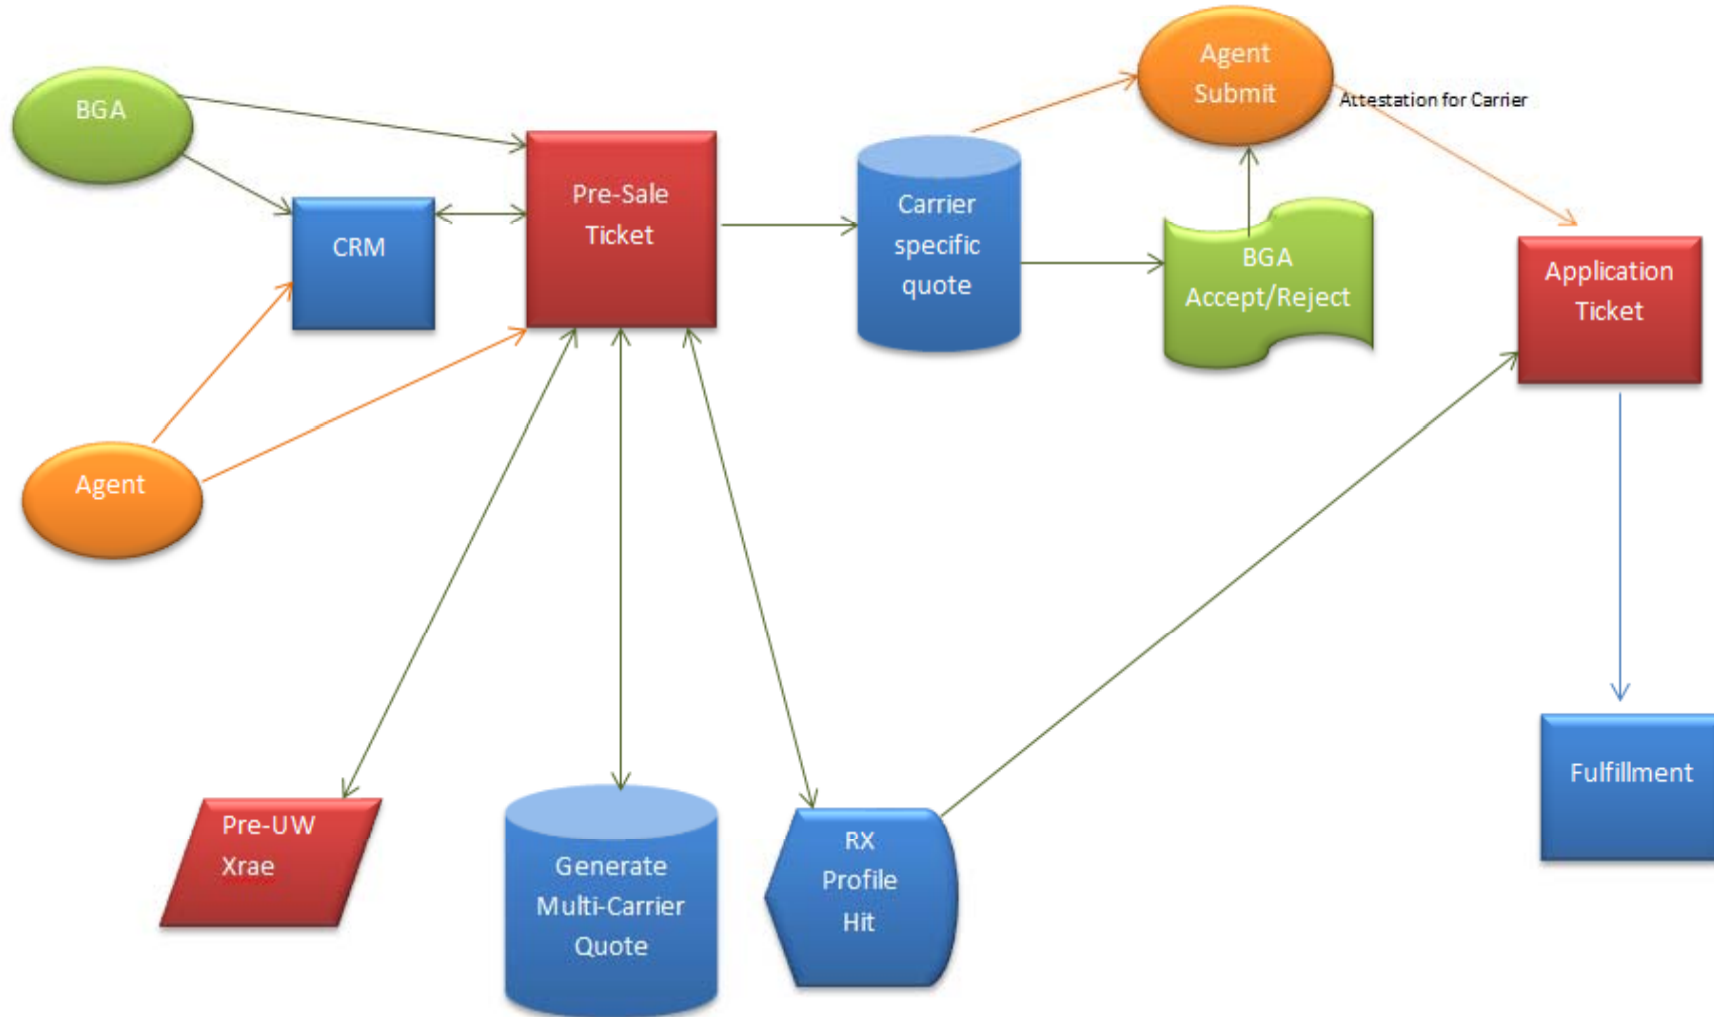 BGA
Agent
CRM
Pre-Sale
Ticket
Carrier
specific
quote
Agent
Submit
Attestation for Carrier
BGA
Accept/Reject
Application
Ticket
Pre-UW
Xrae
Generate
Multi-Carrier
Quote
RX
Profile
Hit
Fulfillment